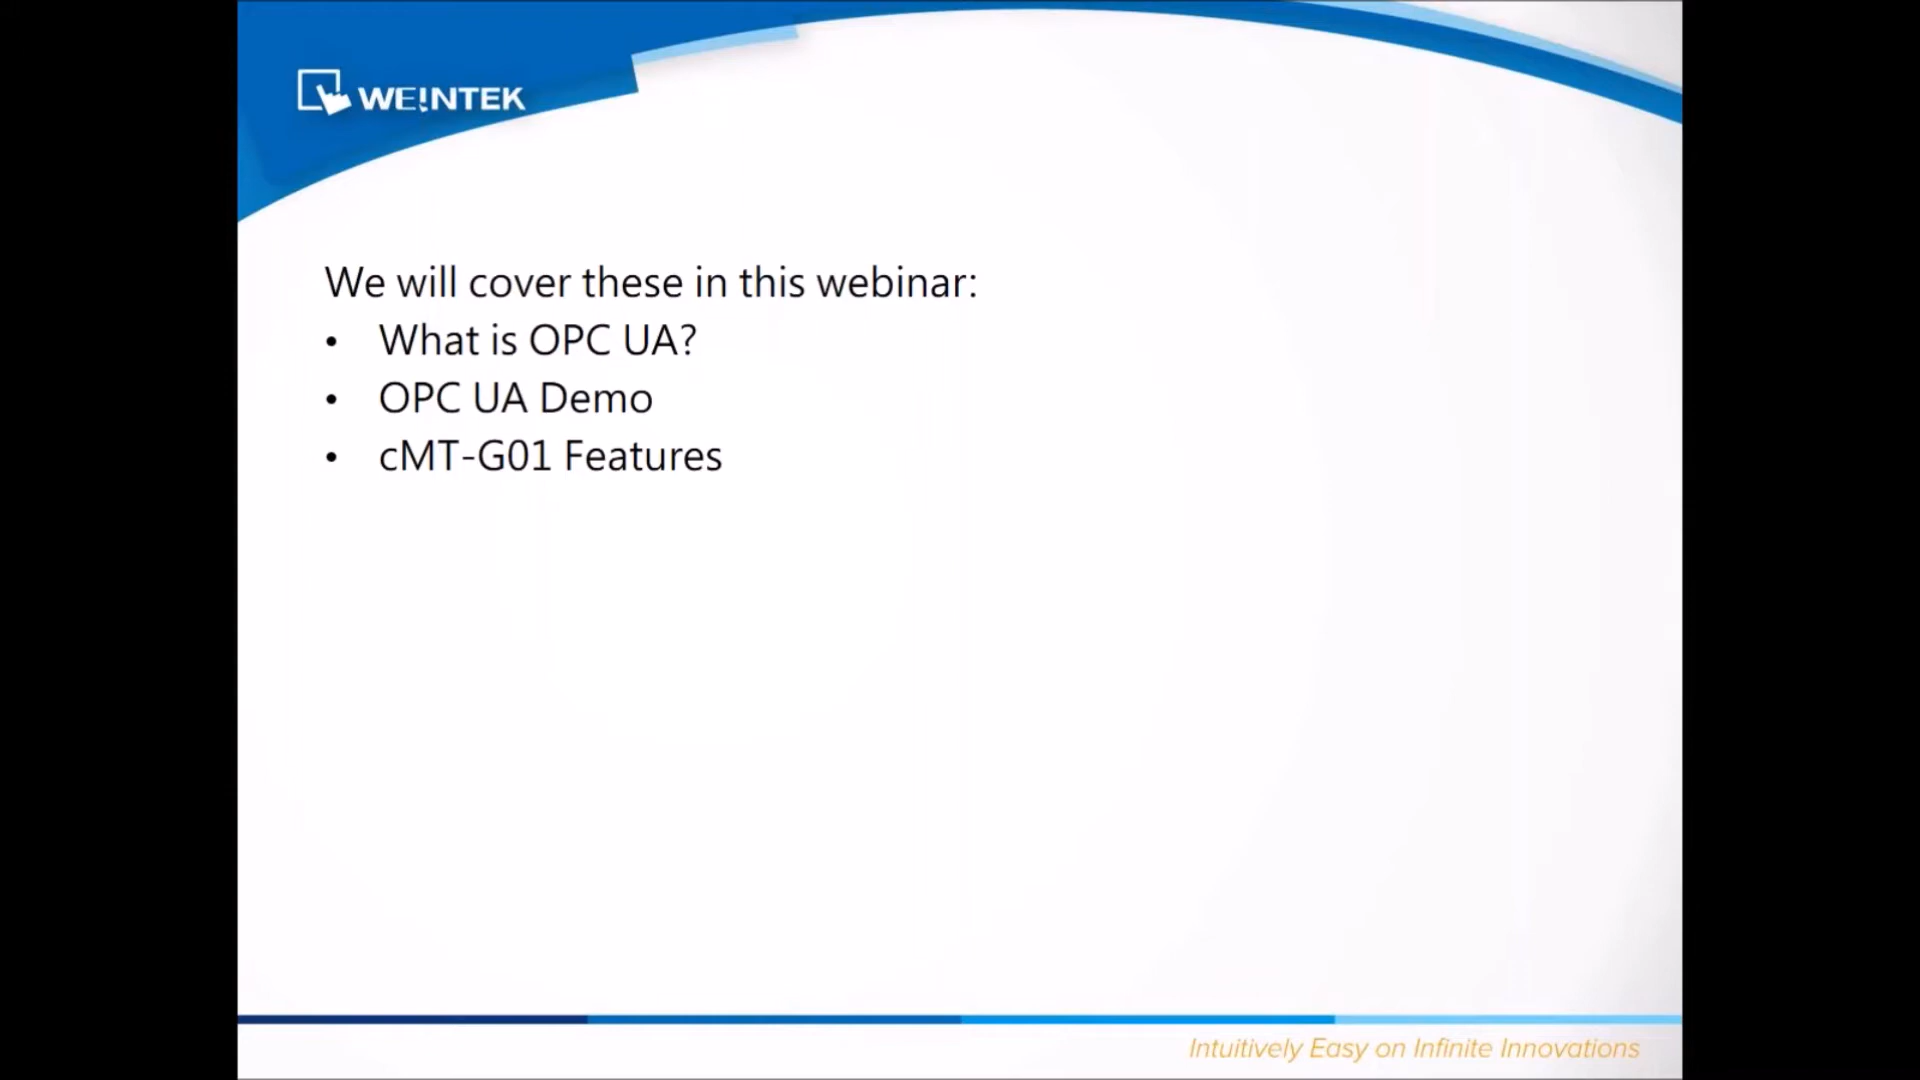 WE!NTEK
We will cover these in this webinar:
• What is OPC UA?
• OPC UA Demo
• cMT-G01 Features
Intuitively Easy on Infinite Innovations